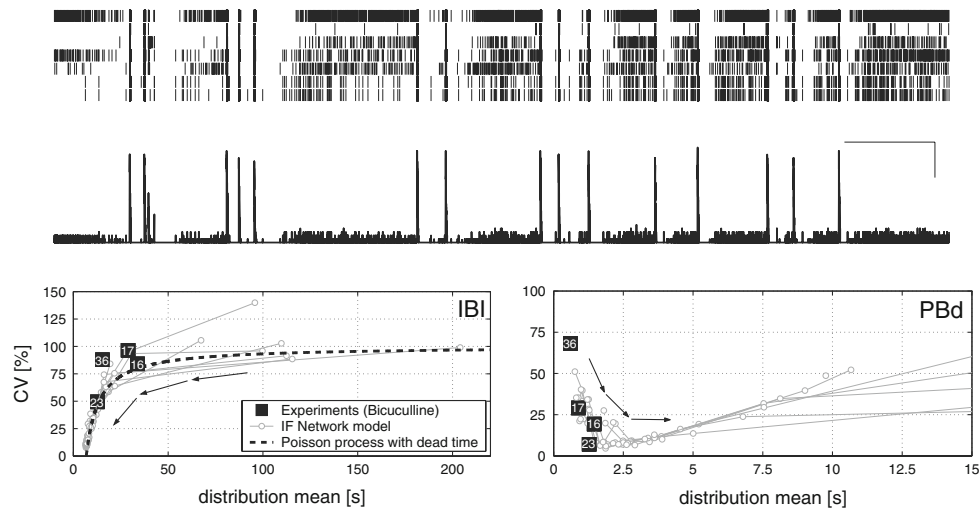 150
125
100
75
50
25
0
CV [%]
IBI
36
17
16
23
Experiments (Bicuculline)
IF Network model
Poisson process with dead time
0 50 100 150 200
distribution mean [s]
100
75
50
25
0
PBd
36
17
16
23
0 2.5 5 7.5 10 12.5 15
distribution mean [s]